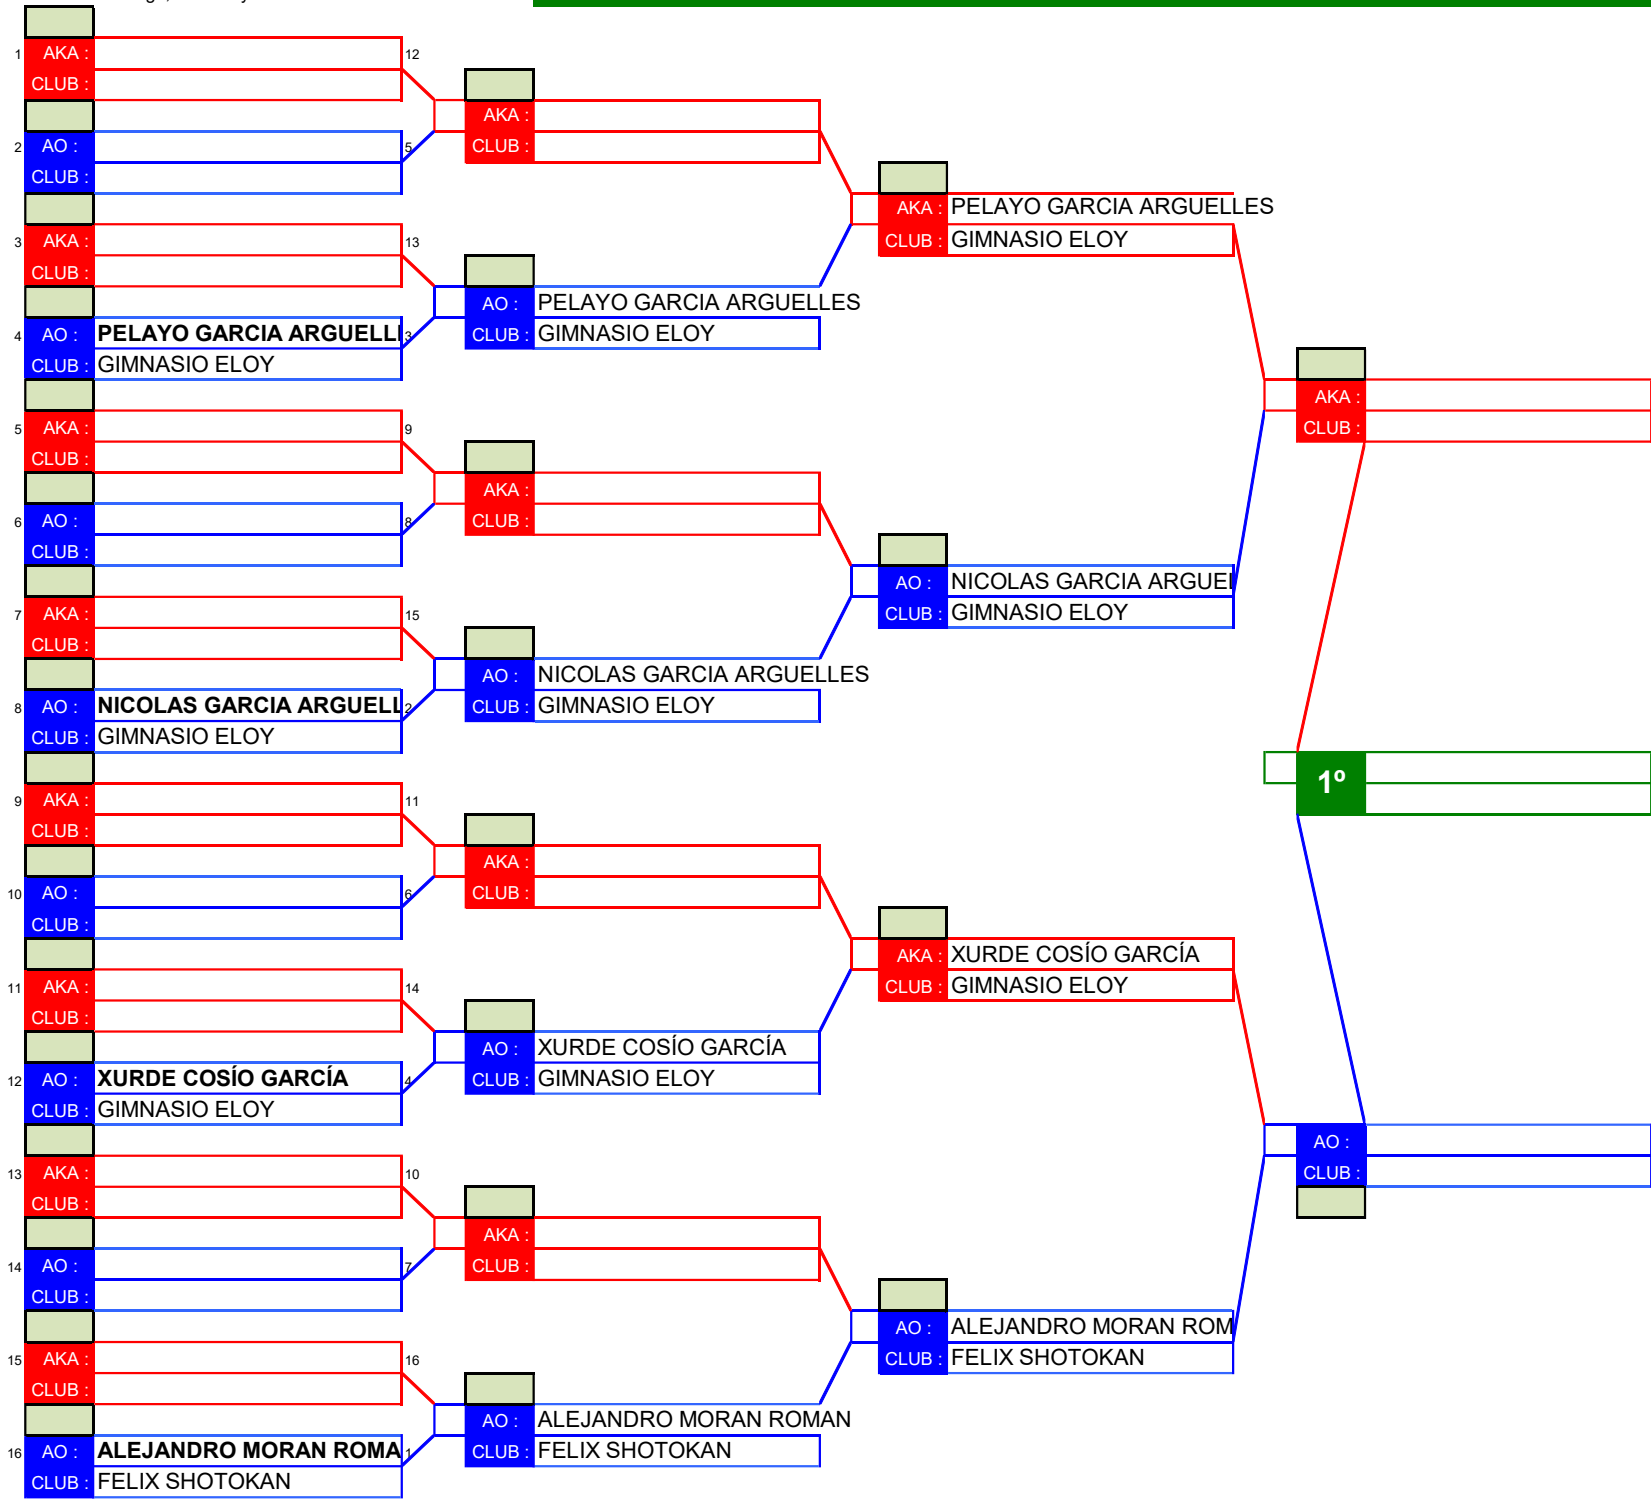 1 AKA : 12
CLUB :
2 AO : 5
CLUB :
3 AKA : 13
CLUB :
4 AO : PELAYO GARCIA ARGUELL 3
CLUB : GIMNASIO ELOY
5 AKA : 9
CLUB :
6 AO : 8
CLUB :
7 AKA : 15
CLUB :
8 AO : NICOLAS GARCIA ARGUELL 2
CLUB : GIMNASIO ELOY
9 AKA : 11
CLUB :
10 AO : 6
CLUB :
11 AKA : 14
CLUB :
12 AO : XURDE COSÍO GARCÍA 4
CLUB : GIMNASIO ELOY
13 AKA : 10
CLUB :
14 AO : 7
CLUB :
15 AKA : 16
CLUB :
16 AO : ALEJANDRO MORAN ROMA 1
CLUB : FELIX SHOTOKAN
AKA :
CLUB :
AO : PELAYO GARCIA ARGUELLES
CLUB : GIMNASIO ELOY
AKA :
CLUB :
AO : NICOLAS GARCIA ARGUELLES
CLUB : GIMNASIO ELOY
AKA :
CLUB :
AO : XURDE COSÍO GARCÍA
CLUB : GIMNASIO ELOY
AKA :
CLUB :
AO : ALEJANDRO MORAN ROMAN
CLUB : FELIX SHOTOKAN
AKA : PELAYO GARCIA ARGUELLES
CLUB : GIMNASIO ELOY
AO : NICOLAS GARCIA ARGUE
CLUB : GIMNASIO ELOY
AKA : XURDE COSÍO GARCÍA
CLUB : GIMNASIO ELOY
AO : ALEJANDRO MORAN ROM
CLUB : FELIX SHOTOKAN
AKA :
CLUB :
1º
AO :
CLUB :